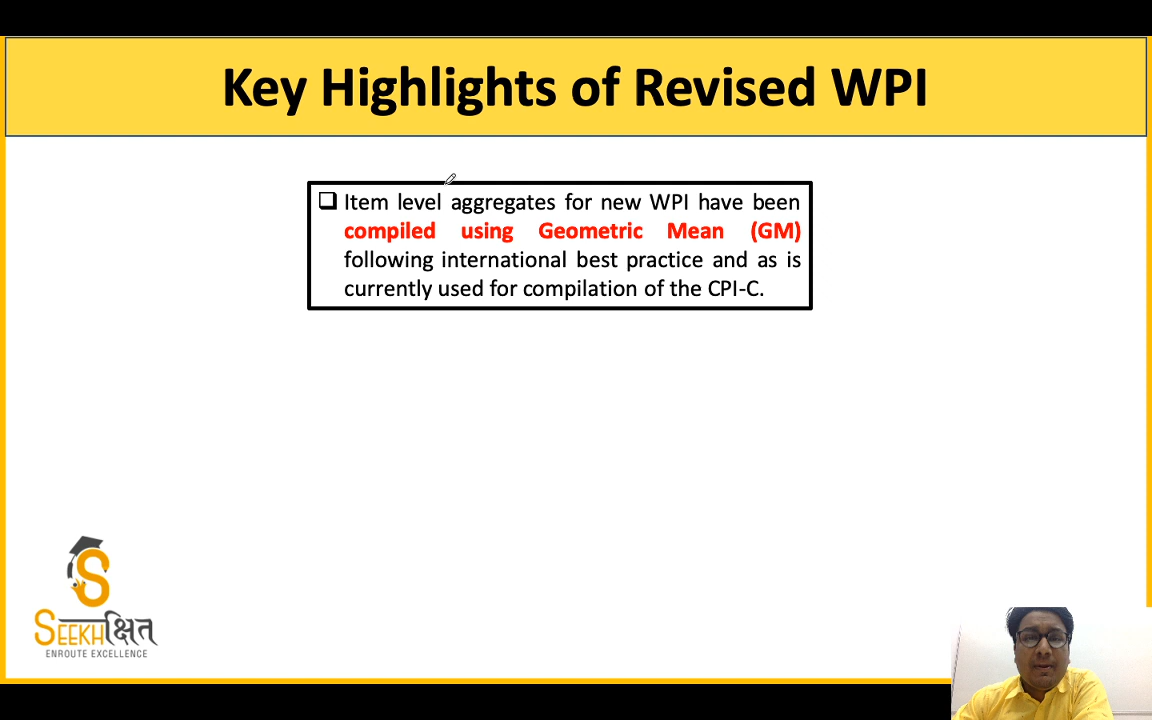 Key Highlights of Revised WPI
❑ Item level aggregates for new WPI have been
compiled using Geometric Mean (GM)
following international best practice and as is
currently used for compilation of the CPI-C.
S
SEEKHक्षित
ENROUTE EXCELLENCE